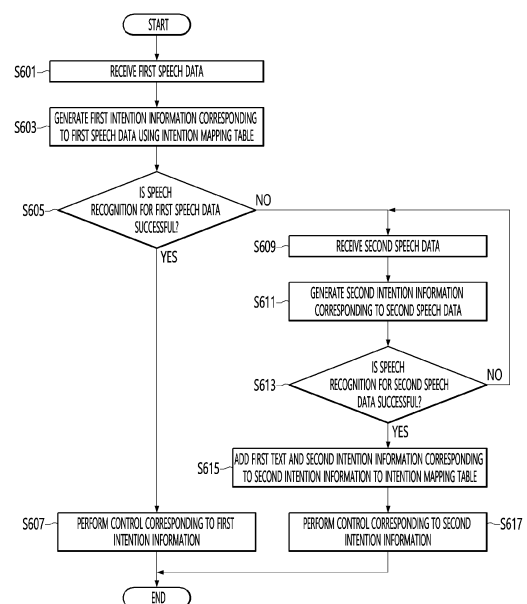 START
S601
RECEIVE FIRST SPEECH DATA
S603
GENERATE FIRST INTENTION INFORMATION CORRESPONDING
TO FIRST SPEECH DATA USING INTENTION MAPPING TABLE
S605
IS SPEECH
RECOGNITION FOR FIRST SPEECH DATA
SUCCESSFUL?
NO
YES
S609
RECEIVE SECOND SPEECH DATA
S611
GENERATE SECOND INTENTION INFORMATION
CORRESPONDING TO SECOND SPEECH DATA
S613
IS SPEECH
RECOGNITION FOR SECOND SPEECH
DATA SUCCESSFUL?
NO
YES
S615
ADD FIRST TEXT AND SECOND INTENTION INFORMATION CORRESPONDING
TO SECOND INTENTION INFORMATION TO INTENTION MAPPING TABLE
S607
PERFORM CONTROL CORRESPONDING TO FIRST
INTENTION INFORMATION
PERFORM CONTROL CORRESPONDING TO SECOND
INTENTION INFORMATION
S617
END